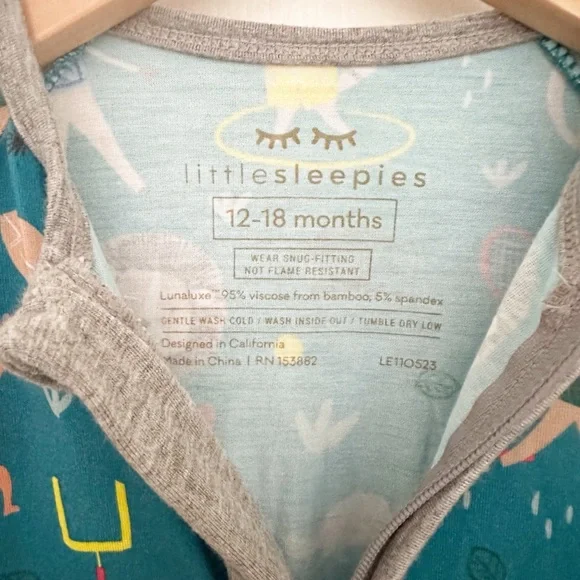 littlesleepies
12-18 months
WEAR SNUG-FITTING
NOT FLAME RESISTANT
Lunaluxe™ 95% viscose from bamboo, 5% spandex
GENTLE WASH COLD / WASH INSIDE OUT / TUMBLE DRY LOW
Designed in California
Made in China | RN 153882 LE110523